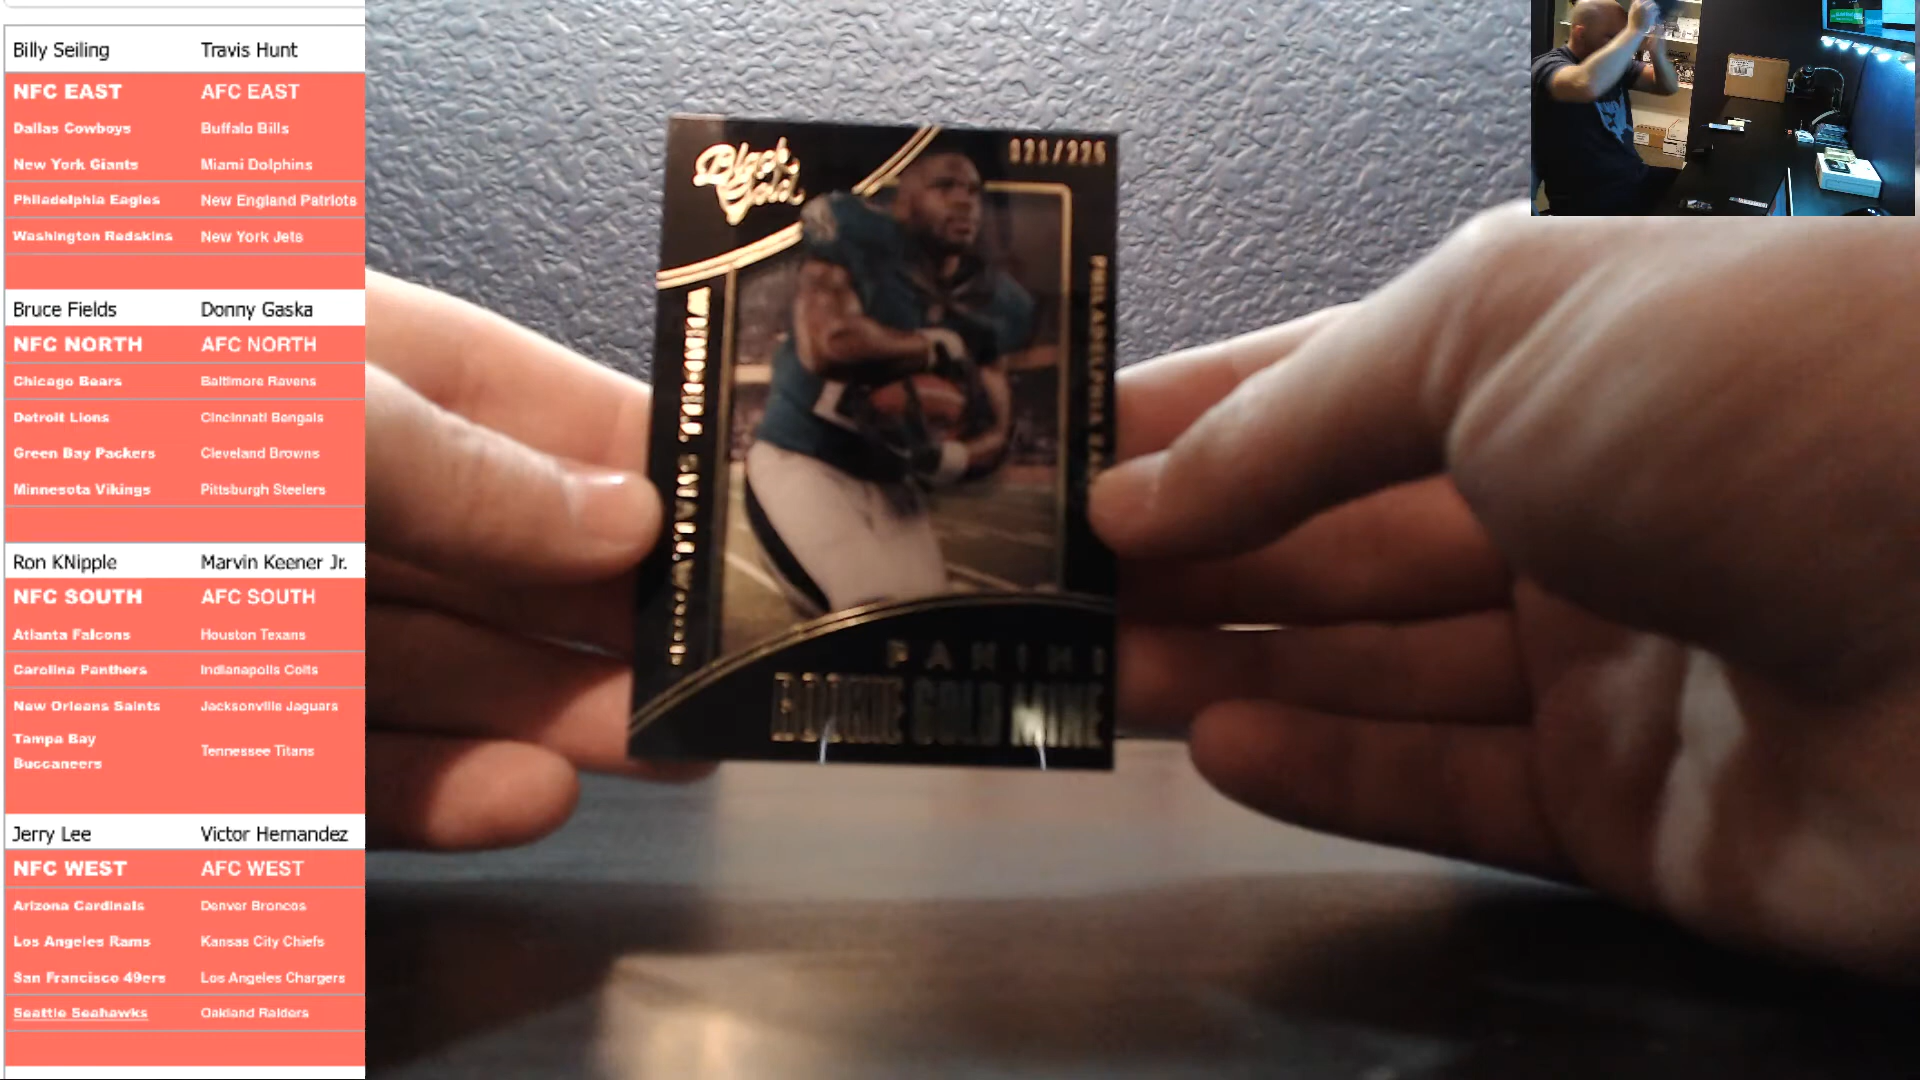 Billy Seiling Travis Hunt
NFC EAST AFC EAST
Dallas Cowboys Buffalo Bills
New York Giants Miami Dolphins
Philadelphia Eagles New England Patriots
Washington Redskins New York Jets
Bruce Fields Donny Gaska
NFC NORTH AFC NORTH
Chicago Bears Baltimore Ravens
Detroit Lions Cincinnati Bengals
Green Bay Packers Cleveland Browns
Minnesota Vikings Pittsburgh Steelers
Ron KNipple Marvin Keener Jr.
NFC SOUTH AFC SOUTH
Atlanta Falcons Houston Texans
Carolina Panthers Indianapolis Colts
New Orleans Saints Jacksonville Jaguars
Tampa Bay
Buccaneers Tennessee Titans
Jerry Lee Victor Hernandez
NFC WEST AFC WEST
Arizona Cardinals Denver Broncos
Los Angeles Rams Kansas City Chiefs
San Francisco 49ers Los Angeles Chargers
Seattle Seahawks Oakland Raiders
Black
Gold
021/225
WENDELL SMALLWOOD
PHILADELPHIA
PANINI
ROOKIE GOLD MINE